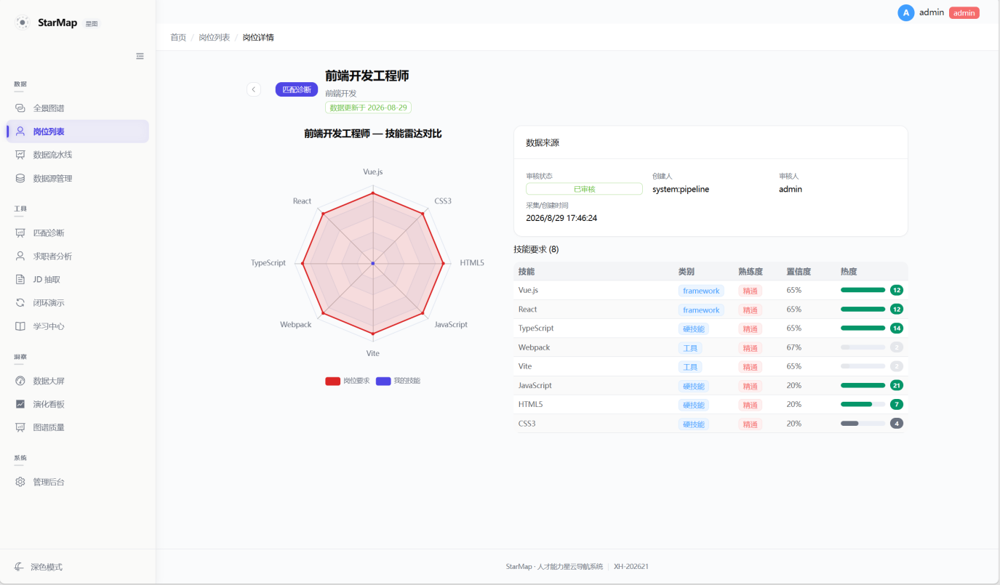 StarMap 星图
A admin admin
首页 / 岗位列表 / 岗位详情
数据
全景图谱
岗位列表
数据流水线
数据源管理
工具
匹配诊断
求职者分析
JD 抽取
闭环演示
学习中心
洞察
数据大屏
演化看板
图谱质量
系统
管理后台
深色模式
匹配诊断
前端开发工程师
前端开发
数据更新于 2026-08-29
前端开发工程师 — 技能雷达对比
Vue.js
React
CSS3
TypeScript
HTML5
Webpack
JavaScript
Vite
岗位要求 我的技能
数据来源
审核状态 创建人 审核人
已审核 system:pipeline admin
采集/创建时间
2026/8/29 17:46:24
技能要求 (8)
技能 类别 熟练度 置信度 热度
Vue.js framework 精通 65% 12
React framework 精通 65% 12
TypeScript 硬技能 精通 65% 14
Webpack 工具 精通 67% 2
Vite 工具 精通 65% 2
JavaScript 硬技能 精通 20% 21
HTML5 硬技能 精通 20% 7
CSS3 硬技能 精通 20% 4
StarMap · 人才能力星云导航系统 | XH-202621